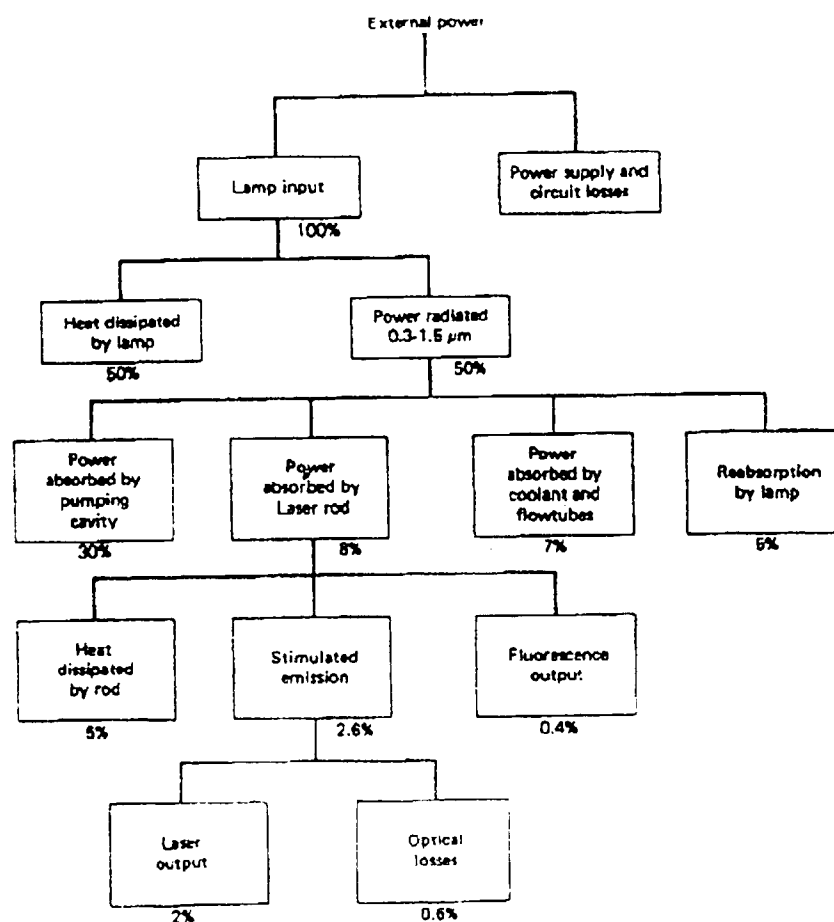 External power
Lamp input
Power supply and
circuit losses
100%
Heat dissipated
by lamp
Power radiated
0.3-1.5 µm
50%
50%
Power
absorbed by
pumping
cavity
Power
absorbed by
Laser rod
Power
absorbed by
coolant and
flowtubes
Reabsorption
by lamp
30%
8%
7%
5%
Heat
dissipated
by rod
Stimulated
emission
Fluorescence
output
5%
2.6%
0.4%
Laser
output
Optical
losses
2%
0.6%